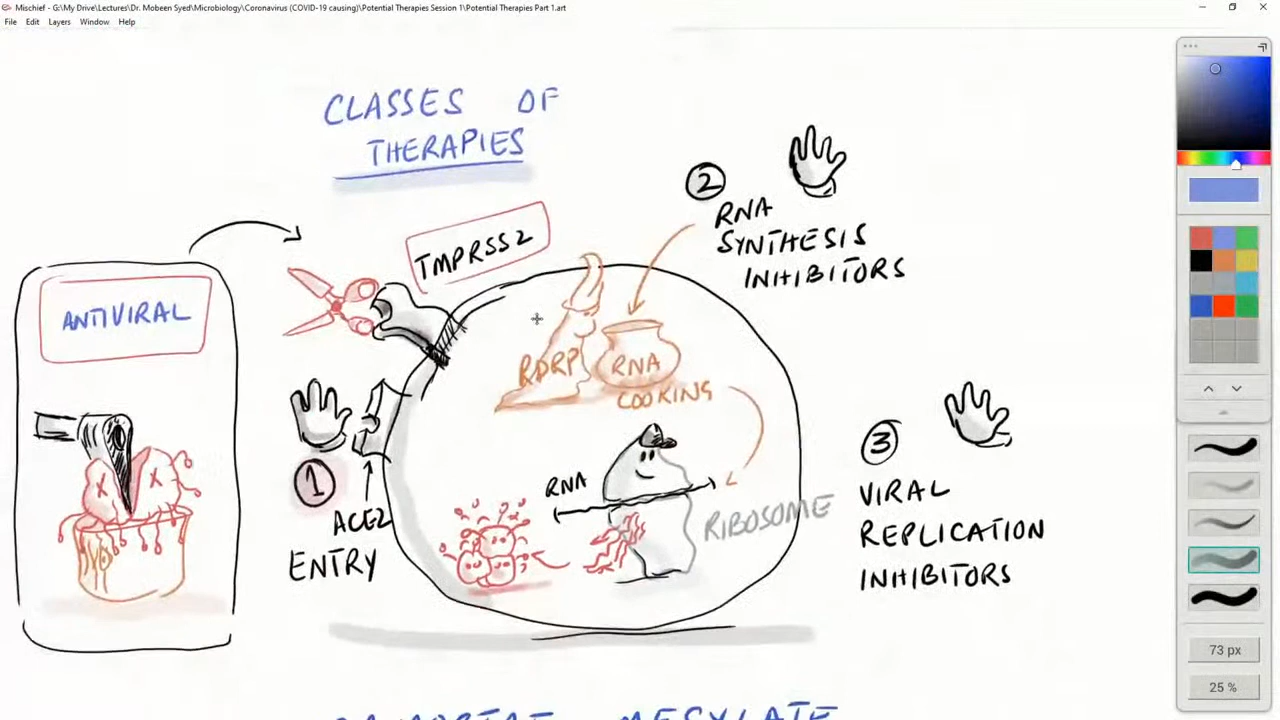 Mischief - G:\My Drive\Lectures\Dr. Mobeen Syed\Microbiology\Coronavirus (COVID-19 causing)\Potential Therapies Session 1\Potential Therapies Part 1.art
File Edit Layers Window Help
CLASSES OF
THERAPIES
2
RNA
SYNTHESIS
INHIBITORS
TMPRSS2
ANTIVIRAL
RDRP
RNA
COOKING
1
ACE2
ENTRY
RNA
RIBOSOME
3
VIRAL
REPLICATION
INHIBITORS
73 px
25 %
MESYLATE